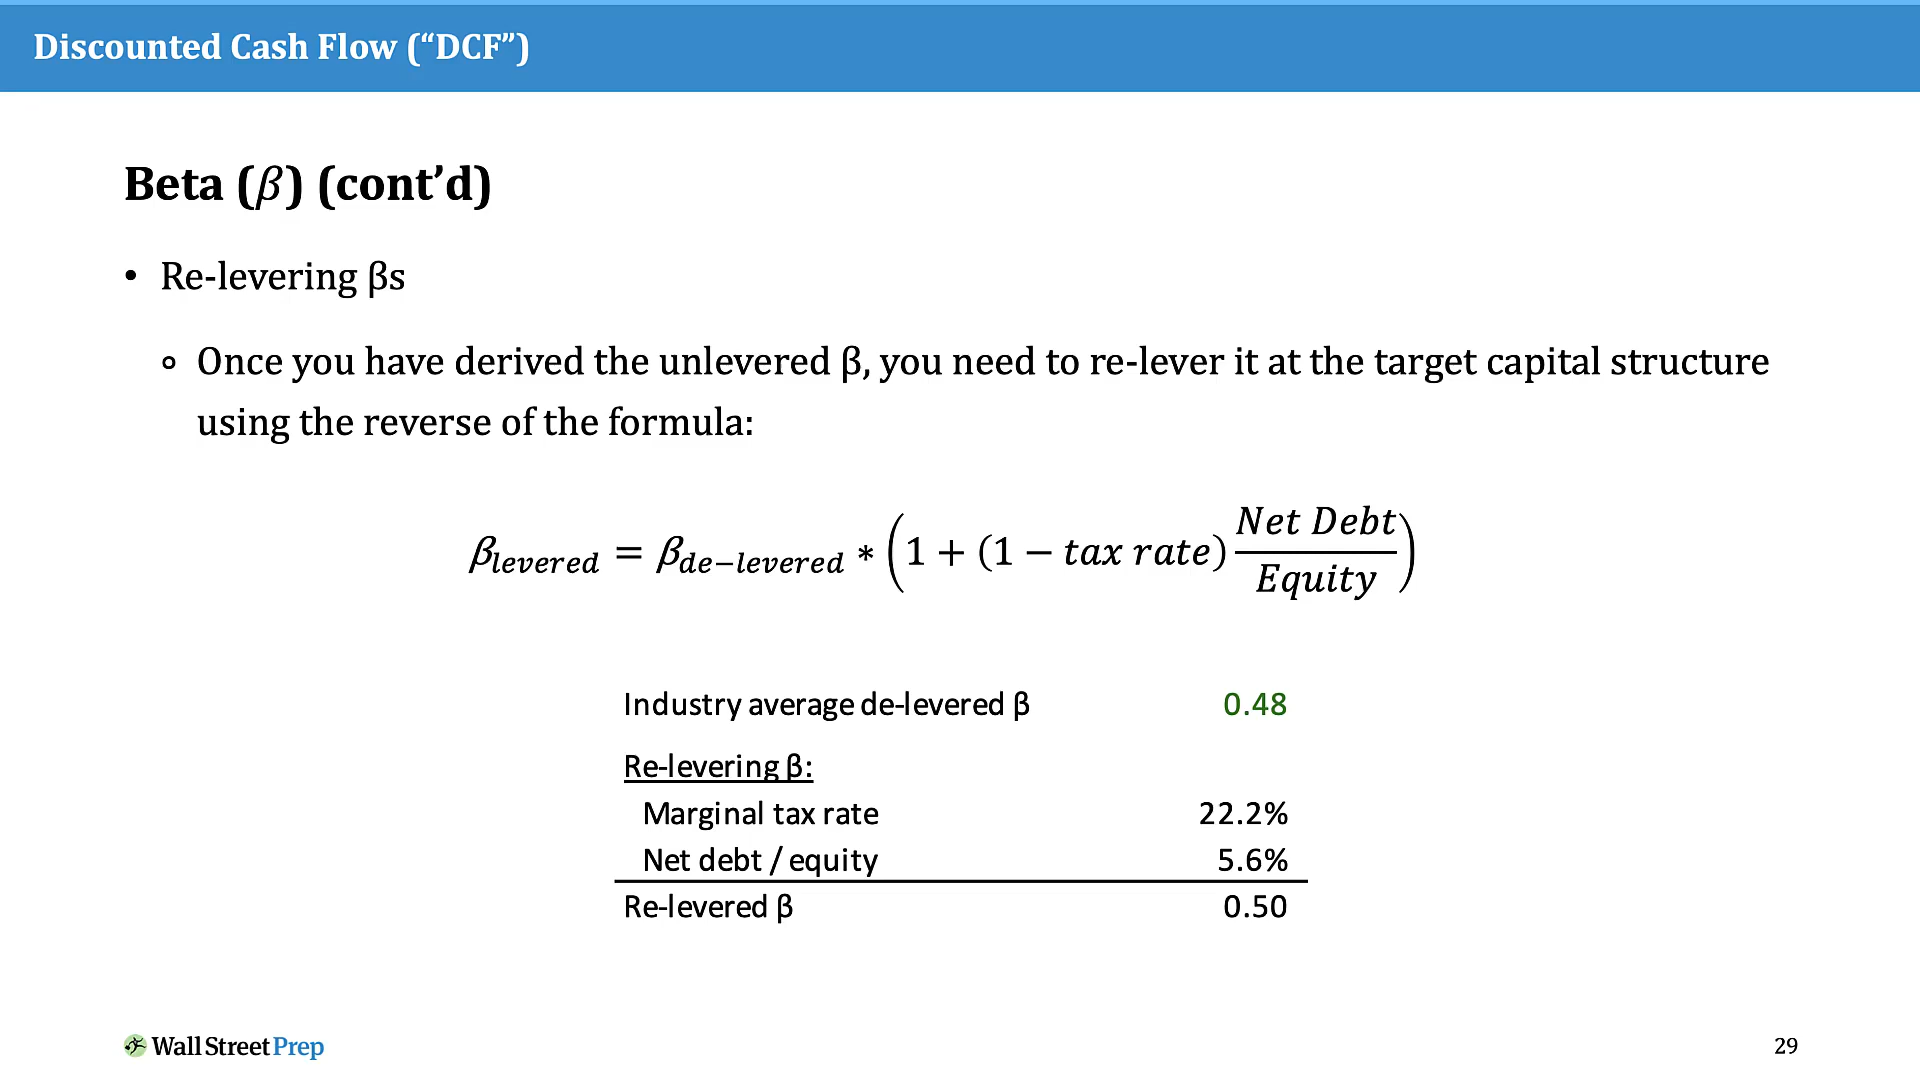 Discounted Cash Flow (“DCF”)
Beta (β) (cont’d)
• Re-levering βs
∘ Once you have derived the unlevered β, you need to re-lever it at the target capital structure
using the reverse of the formula:
β_levered = β_de−levered ∗ (1 + (1 − tax rate) Net Debt / Equity)
Industry average de-levered β 0.48
Re-levering β:
Marginal tax rate 22.2%
Net debt / equity 5.6%
Re-levered β 0.50
Wall Street Prep
29